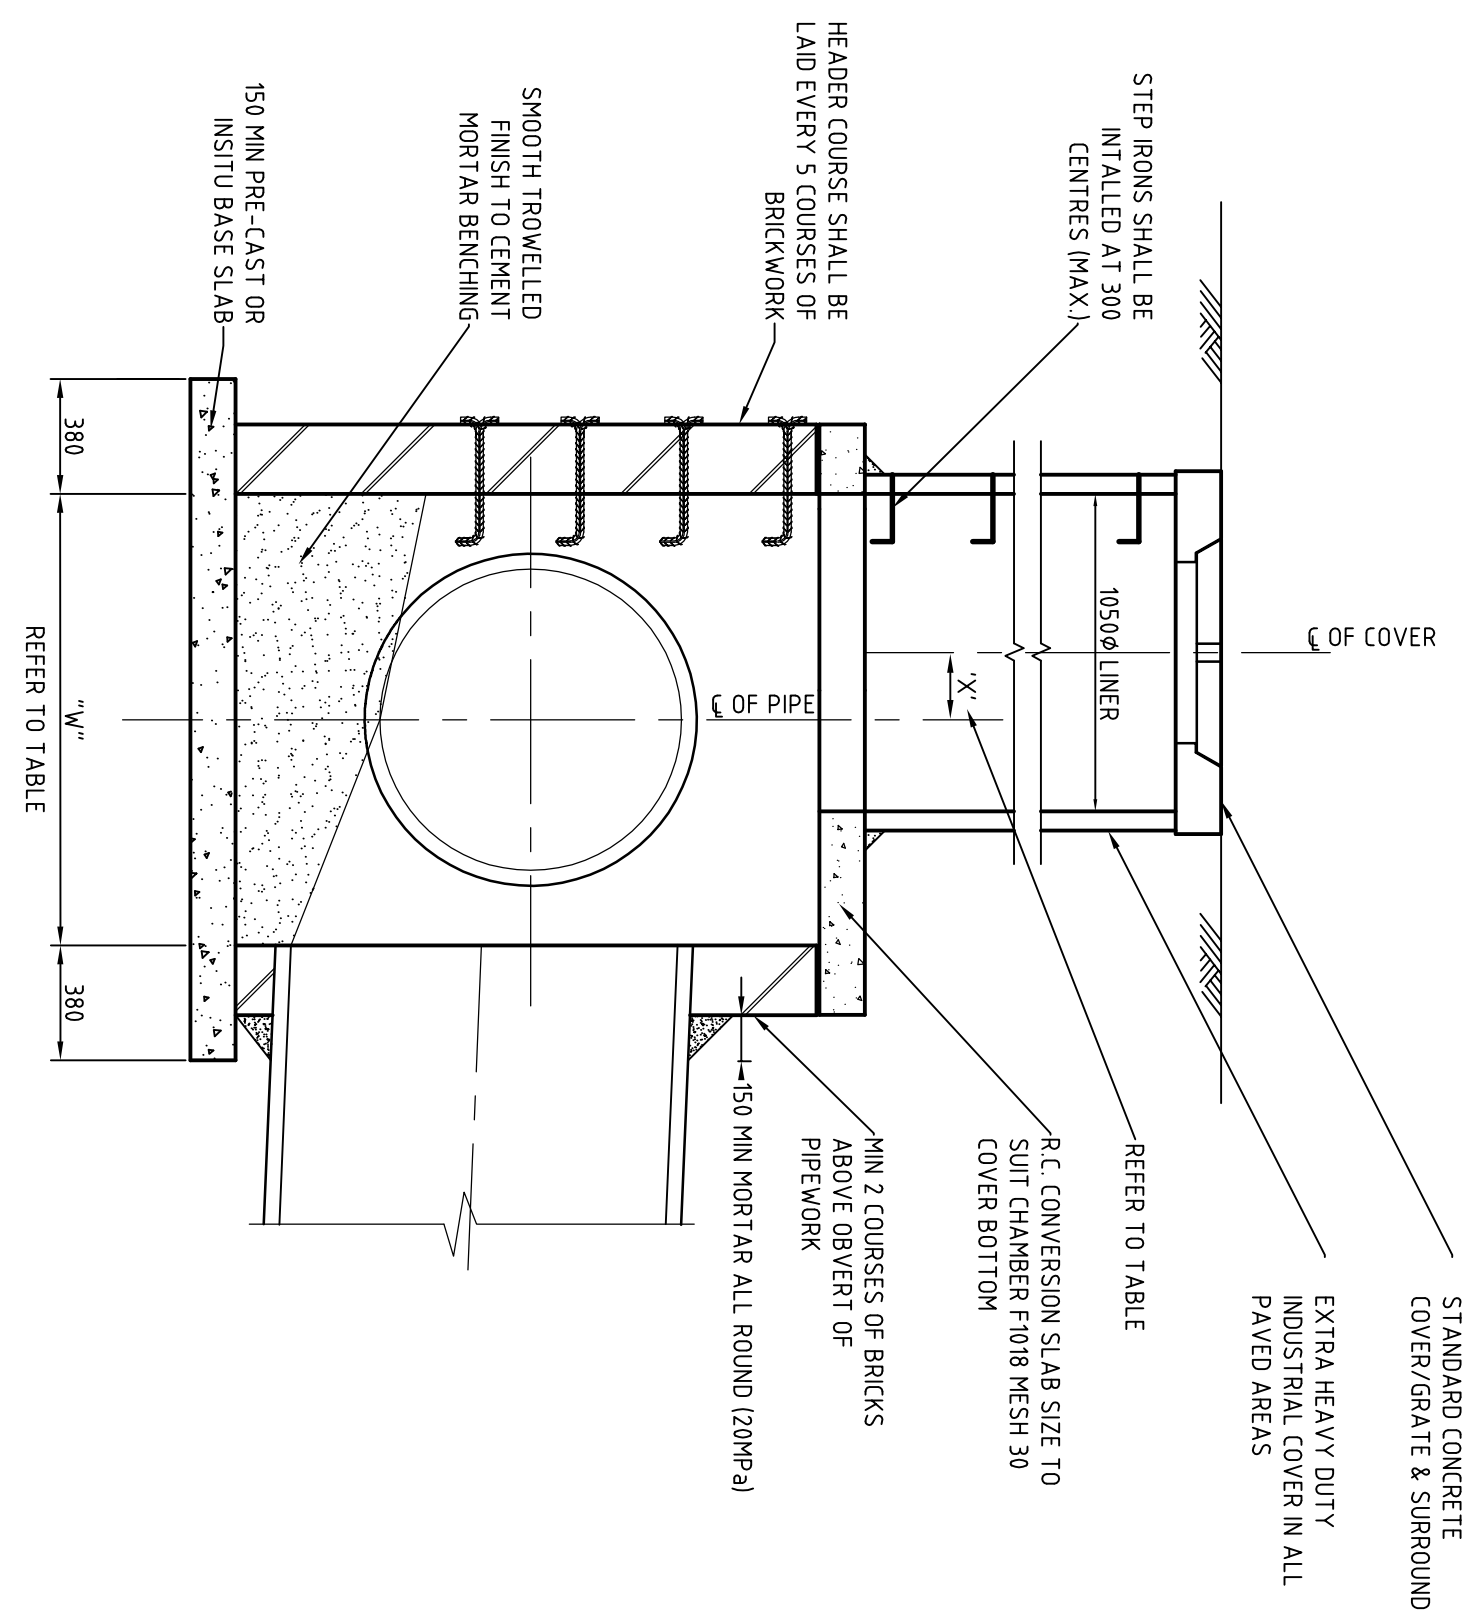 STANDARD CONCRETE
COVER/GRATE & SURROUND
EXTRA HEAVY DUTY
INDUSTRIAL COVER IN ALL
PAVED AREAS
REFER TO TABLE
R.C. CONVERSION SLAB SIZE TO
SUIT CHAMBER F1018 MESH 30
COVER BOTTOM
MIN 2 COURSES OF BRICKS
ABOVE OBVERT OF
PIPEWORK
150 MIN MORTAR ALL ROUND (20MPa)
℄ OF COVER
1050ϕ LINER
'X'
℄ OF PIPE
STEP IRONS SHALL BE
INTALLED AT 300
CENTRES (MAX.)
HEADER COURSE SHALL BE
LAID EVERY 5 COURSES OF
BRICKWORK
SMOOTH TROWELLED
FINISH TO CEMENT
MORTAR BENCHING
150 MIN PRE-CAST OR
INSITU BASE SLAB
380
"W"
380
REFER TO TABLE